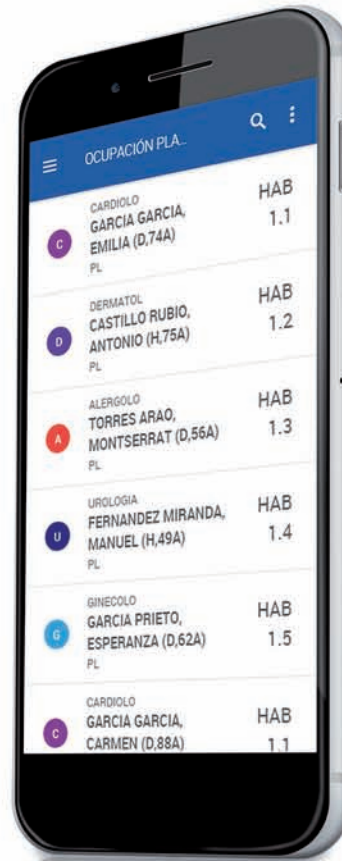 OCUPACIÓN PLA...
CARDIOLO
GARCIA GARCIA,
EMILIA (D,74A)
PL
HAB
1.1
C
DERMATOL
CASTILLO RUBIO,
ANTONIO (H,75A)
PL
HAB
1.2
D
ALERGOLO
TORRES ARAO,
MONTSERRAT (D,56A)
PL
HAB
1.3
A
UROLOGIA
FERNANDEZ MIRANDA,
MANUEL (H,49A)
PL
HAB
1.4
U
GINECOLO
GARCIA PRIETO,
ESPERANZA (D,62A)
PL
HAB
1.5
G
CARDIOLO
GARCIA GARCIA,
CARMEN (D,88A)
HAB
1.1
C